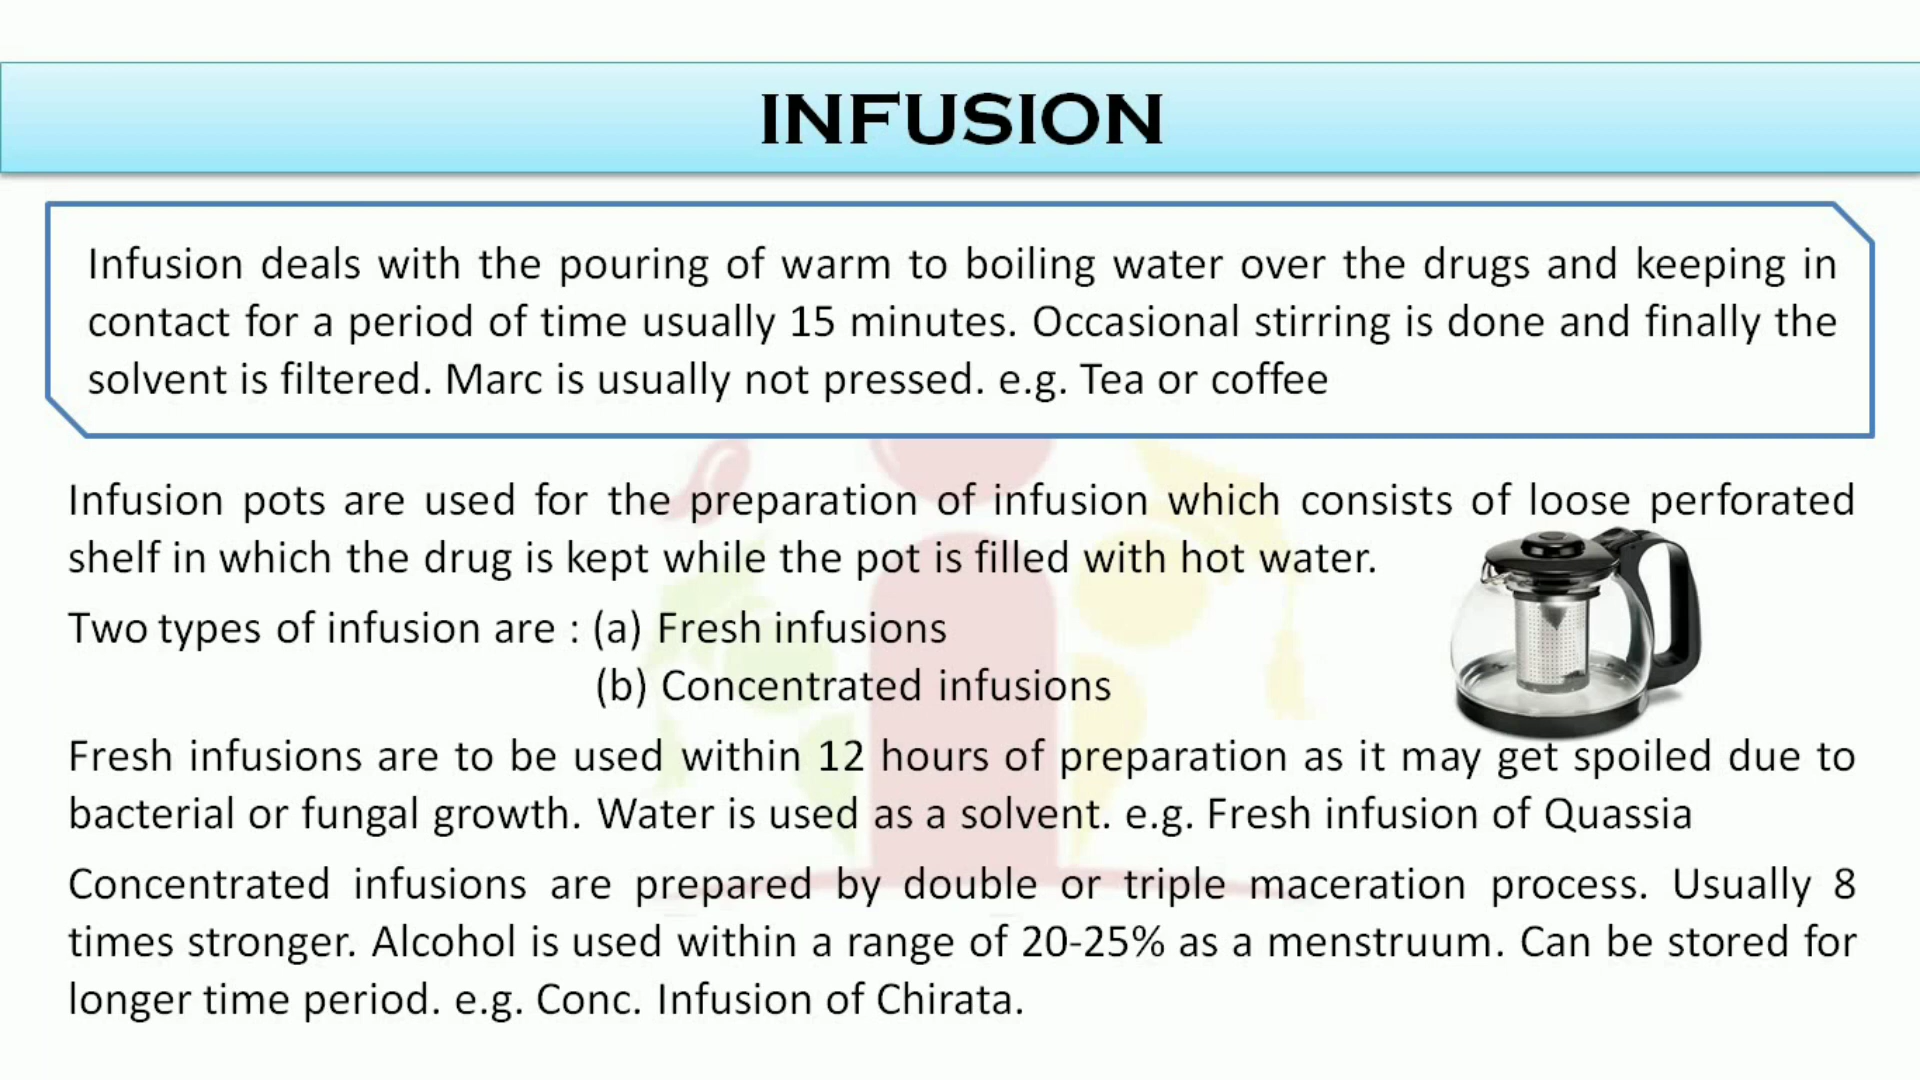 INFUSION
Infusion deals with the pouring of warm to boiling water over the drugs and keeping in
contact for a period of time usually 15 minutes. Occasional stirring is done and finally the
solvent is filtered. Marc is usually not pressed. e.g. Tea or coffee
Infusion pots are used for the preparation of infusion which consists of loose perforated
shelf in which the drug is kept while the pot is filled with hot water.
Two types of infusion are : (a) Fresh infusions
(b) Concentrated infusions
Fresh infusions are to be used within 12 hours of preparation as it may get spoiled due to
bacterial or fungal growth. Water is used as a solvent. e.g. Fresh infusion of Quassia
Concentrated infusions are prepared by double or triple maceration process. Usually 8
times stronger. Alcohol is used within a range of 20-25% as a menstruum. Can be stored for
longer time period. e.g. Conc. Infusion of Chirata.